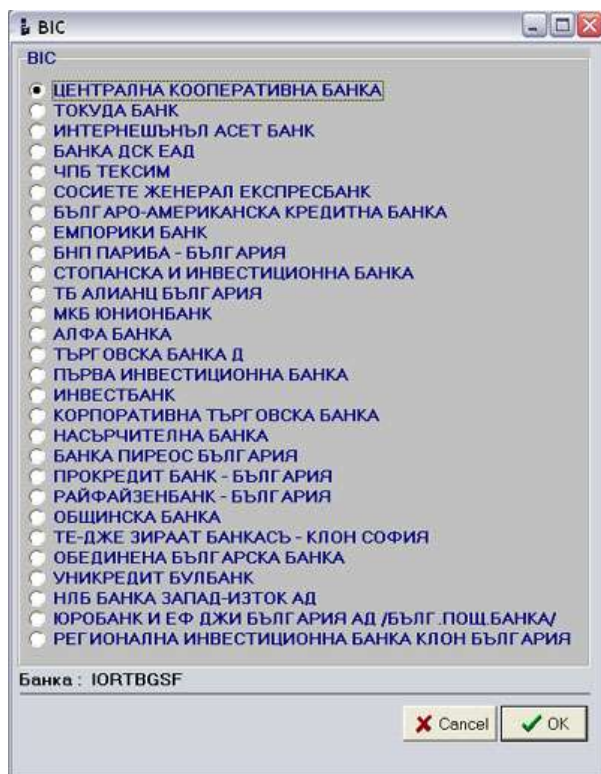 BIC
BIC
ЦЕНТРАЛНА КООПЕРАТИВНА БАНКА
ТОКУДА БАНК
ИНТЕРНЕШЪНЪЛ АСЕТ БАНК
БАНКА ДСК ЕАД
ЧПБ ТЕКСИМ
СОСИЕТЕ ЖЕНЕРАЛ ЕКСПРЕСБАНК
БЪЛГАРО-АМЕРИКАНСКА КРЕДИТНА БАНКА
ЕМПОРИКИ БАНК
БНП ПАРИБА - БЪЛГАРИЯ
СТОПАНСКА И ИНВЕСТИЦИОННА БАНКА
ТБ АЛИАНЦ БЪЛГАРИЯ
МКБ ЮНИОНБАНК
АЛФА БАНКА
ТЪРГОВСКА БАНКА Д
ПЪРВА ИНВЕСТИЦИОННА БАНКА
ИНВЕСТБАНК
КОРПОРАТИВНА ТЪРГОВСКА БАНКА
НАСЪРЧИТЕЛНА БАНКА
БАНКА ПИРЕОС БЪЛГАРИЯ
ПРОКРЕДИТ БАНК - БЪЛГАРИЯ
РАЙФАЙЗЕНБАНК - БЪЛГАРИЯ
ОБЩИНСКА БАНКА
ТЕ-ДЖЕ ЗИРААТ БАНКАСЪ - КЛОН СОФИЯ
ОБЕДИНЕНА БЪЛГАРСКА БАНКА
УНИКРЕДИТ БУЛБАНК
НЛБ БАНКА ЗАПАД-ИЗТОК АД
ЮРОБАНК И ЕФ ДЖИ БЪЛГАРИЯ АД /БЪЛГ.ПОЩ.БАНКА/
РЕГИОНАЛНА ИНВЕСТИЦИОННА БАНКА КЛОН БЪЛГАРИЯ
Банка : IORTBGSF
Cancel OK